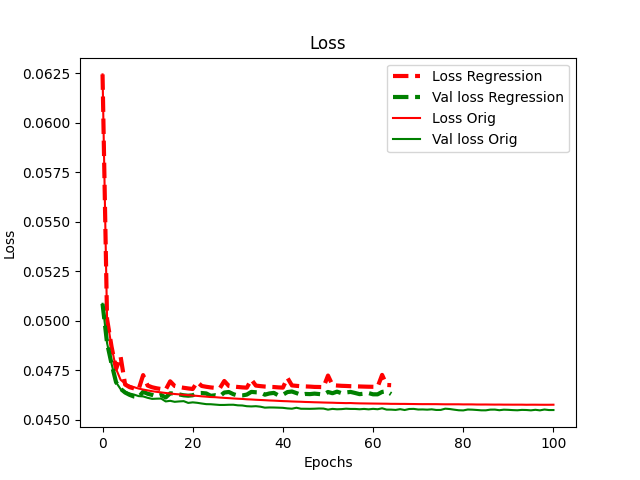 Loss
0.0625
0.0600
0.0575
0.0550
0.0525
0.0500
0.0475
0.0450
Loss
Loss Regression
Val loss Regression
Loss Orig
Val loss Orig
0 20 40 60 80 100
Epochs